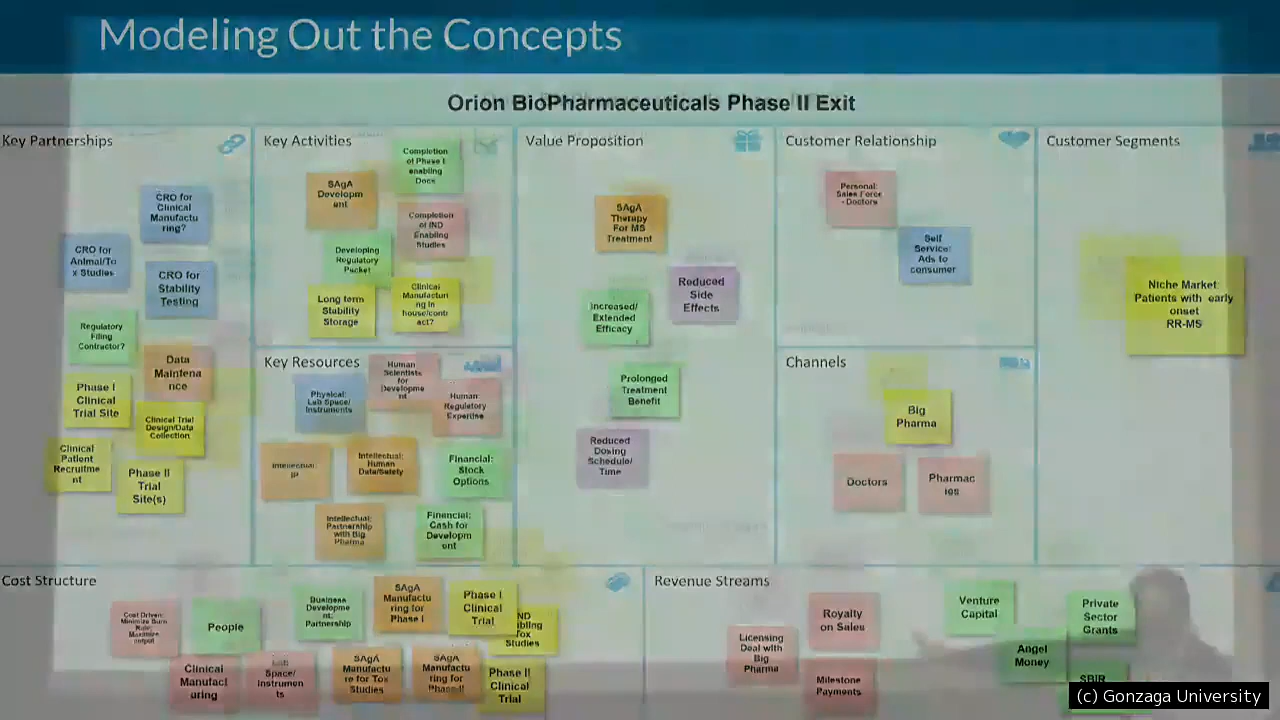 Modeling Out the Concepts
Orion BioPharmaceuticals Phase II Exit
Key Partnerships
CRO for
Clinical
Manufactu
ring?
CRO for
Animal/To
x Studies
CRO for
Stability
Testing
Regulatory
Filing
Contractor?
Data
Maintena
nce
Phase I
Clinical
Trial Site
Clinical Trial
Design/Data
Collection
Clinical
Patient
Recruitme
nt
Phase II
Trial
Site(s)
Key Activities
Completion
of Phase I
enabling
Docs
SAgA
Developm
ent
Completion
of IND
Enabling
Studies
Developing
Regulatory
Packet
Long term
Stability
Storage
Clinical
Manufacturi
ng in
house/contr
act?
Key Resources
Human
Scientists
for
Developme
nt
Physical:
Lab Space/
Instruments
Human:
Regulatory
Expertise
Intellectual:
IP
Intellectual:
Human
Data/Safety
Financial:
Stock
Options
Intellectual:
Partnership
with Big
Pharma
Financial:
Cash for
Developm
ent
Value Proposition
SAgA
Therapy
For MS
Treatment
Reduced
Side
Effects
Increased/
Extended
Efficacy
Prolonged
Treatment
Benefit
Reduced
Dosing
Schedule/
Time
Customer Relationship
Personal:
Sales Force
- Doctors
Self
Service:
Ads to
consumer
Channels
Big
Pharma
Doctors
Pharmac
ies
Customer Segments
Niche Market:
Patients with early
onset
RR-MS
Cost Structure
Cost Driven:
Minimize Burn
Rate;
Maximize
output
People
Business
Developme
nt:
Partnership
SAgA
Manufactu
ring for
Phase I
Phase I
Clinical
Trial
IND
Studies
Clinical
Manufact
uring
Lab
Space/
Instrumen
ts
SAgA
Manufactu
re for Tox
Studies
SAgA
Manufactu
ring for
Phase II
Phase II
Clinical
Trial
Revenue Streams
Licensing
Deal with
Big
Pharma
Royalty
on Sales
Milestone
Payments
Venture
Capital
Angel
Money
Private
Sector
Grants
SBIR
(c) Gonzaga University